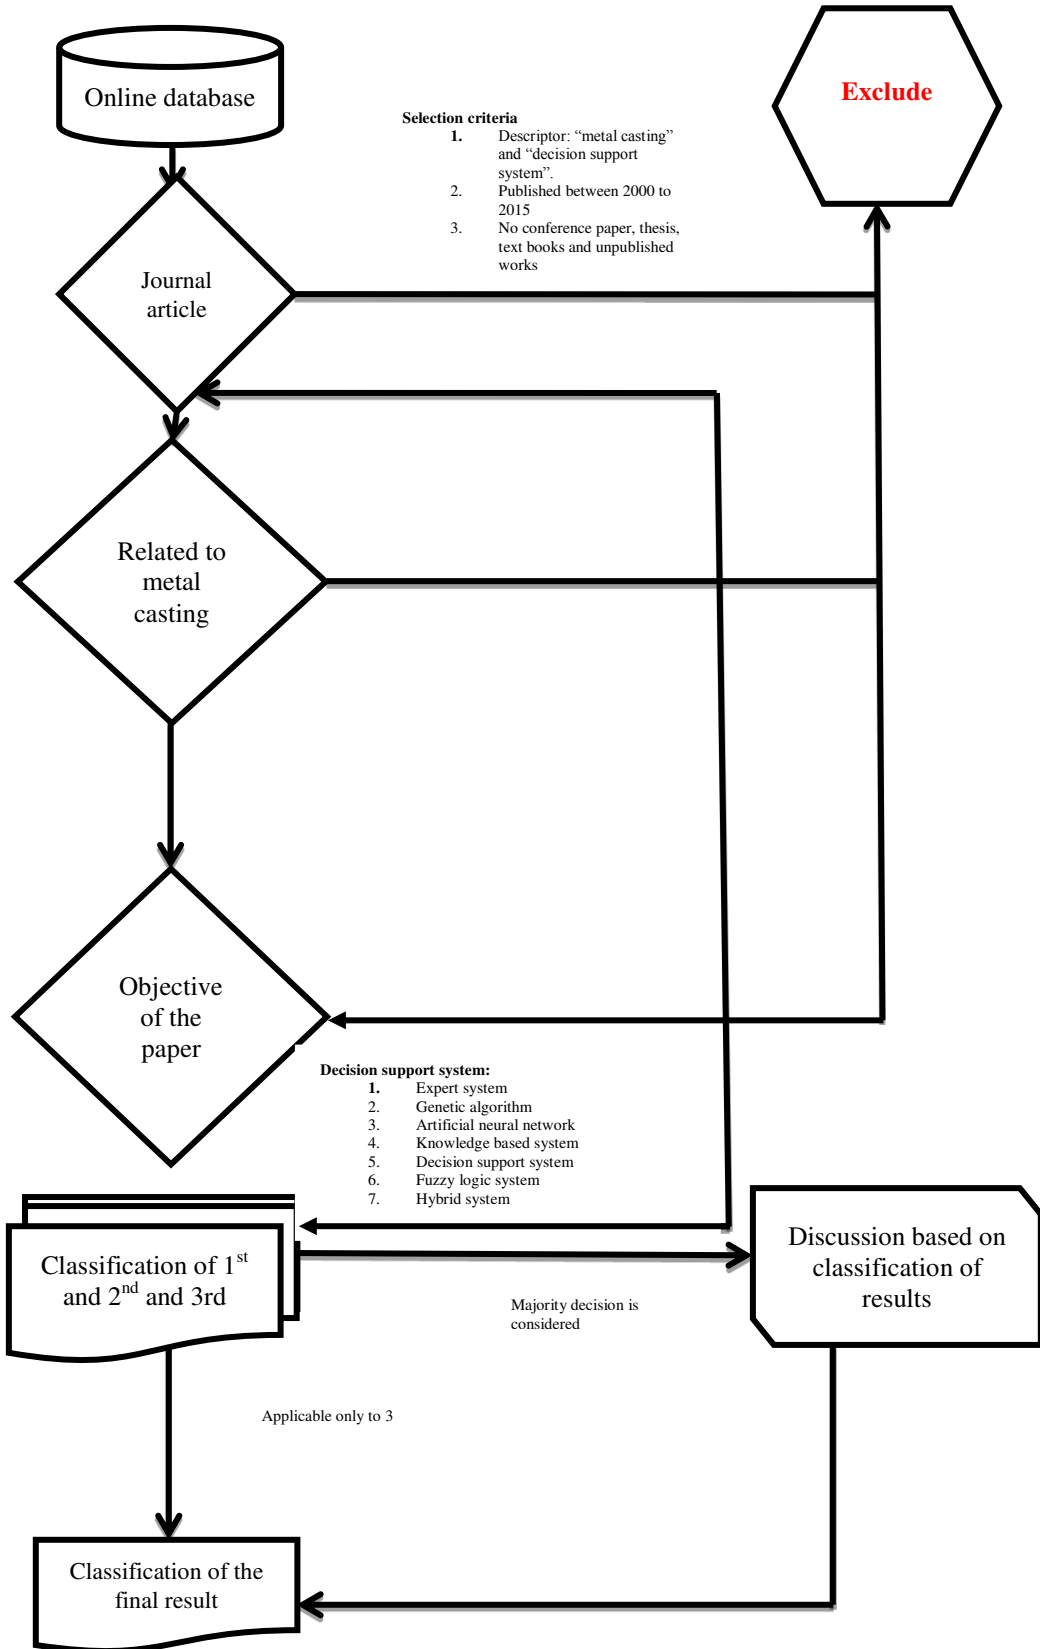 Online database
Exclude
Selection criteria
1. Descriptor: “metal casting”
and “decision support
system”.
2. Published between 2000 to
2015
3. No conference paper, thesis,
text books and unpublished
works
Journal
article
Related to
metal
casting
Objective
of the
paper
Decision support system:
1. Expert system
2. Genetic algorithm
3. Artificial neural network
4. Knowledge based system
5. Decision support system
6. Fuzzy logic system
7. Hybrid system
Classification of 1st
and 2nd and 3rd
Discussion based on
classification of
results
Majority decision is
considered
Applicable only to 3
Classification of the
final result